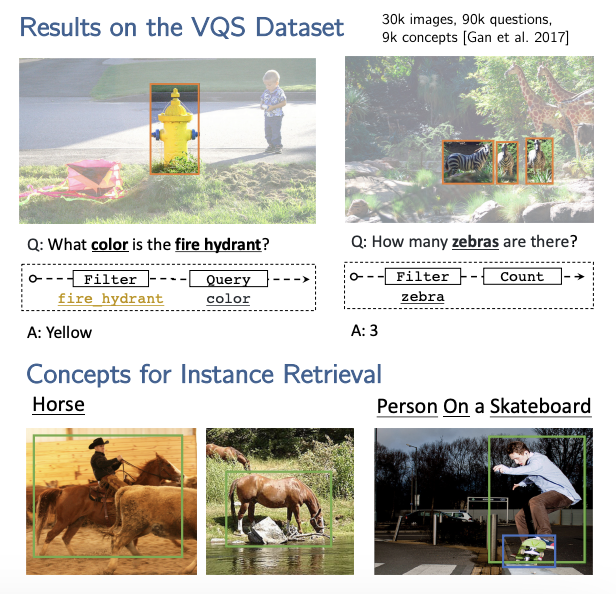 Results on the VQS Dataset
30k images, 90k questions,
9k concepts [Gan et al. 2017]
Q: What color is the fire hydrant?
Filter
Query
fire_hydrant
color
A: Yellow
Q: How many zebras are there?
Filter
Count
zebra
A: 3
Concepts for Instance Retrieval
Horse
Person On a Skateboard